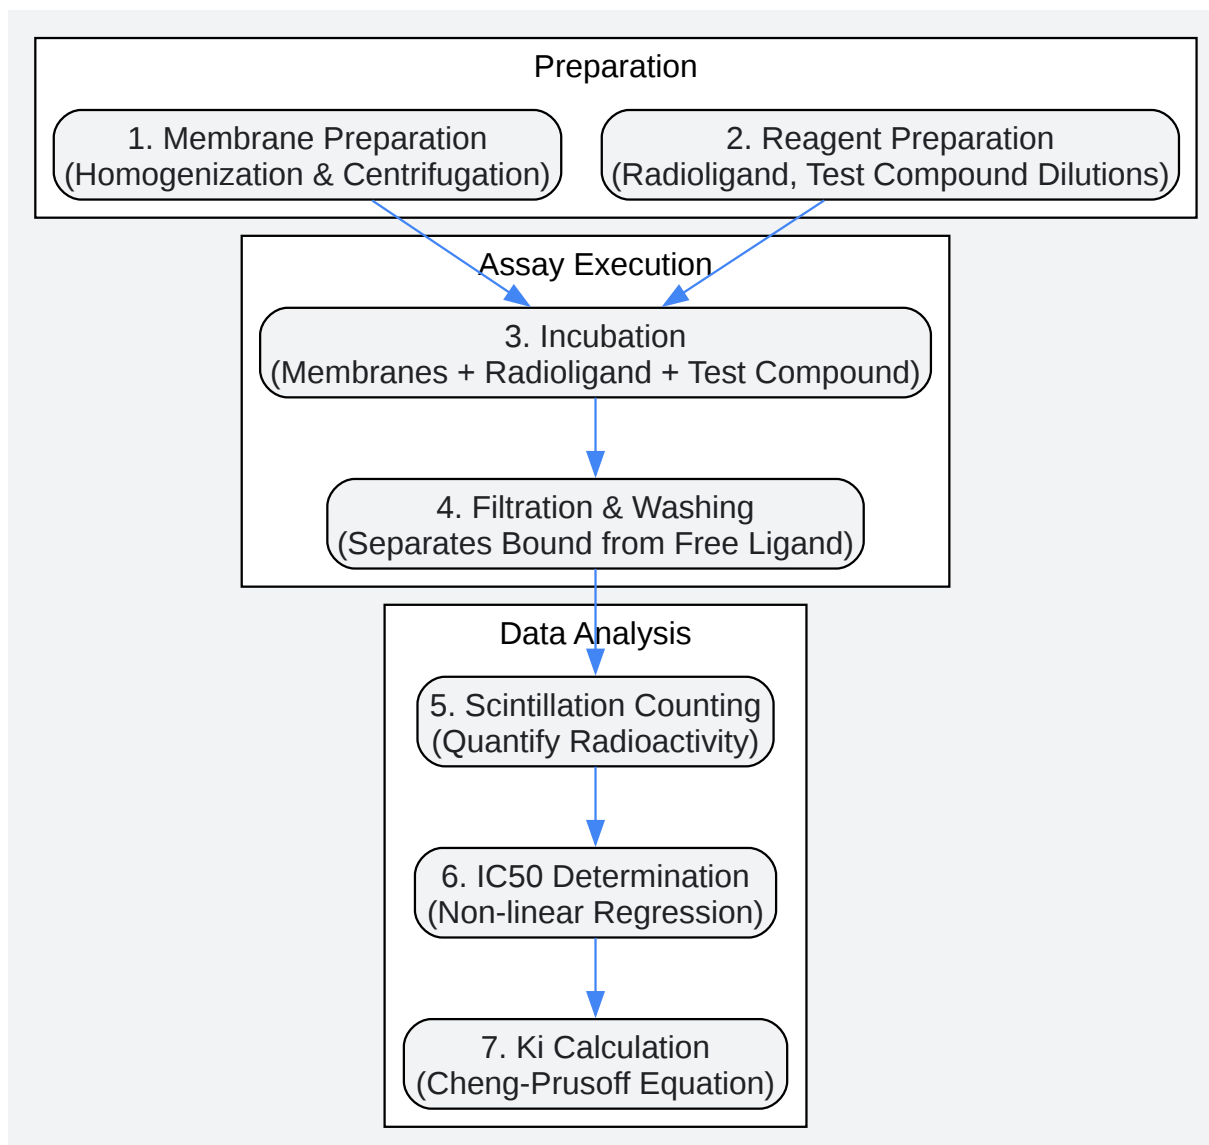 Preparation
1. Membrane Preparation
(Homogenization & Centrifugation)
2. Reagent Preparation
(Radioligand, Test Compound Dilutions)
Assay Execution
3. Incubation
(Membranes + Radioligand + Test Compound)
4. Filtration & Washing
(Separates Bound from Free Ligand)
Data Analysis
5. Scintillation Counting
(Quantify Radioactivity)
6. IC50 Determination
(Non-linear Regression)
7. Ki Calculation
(Cheng-Prusoff Equation)